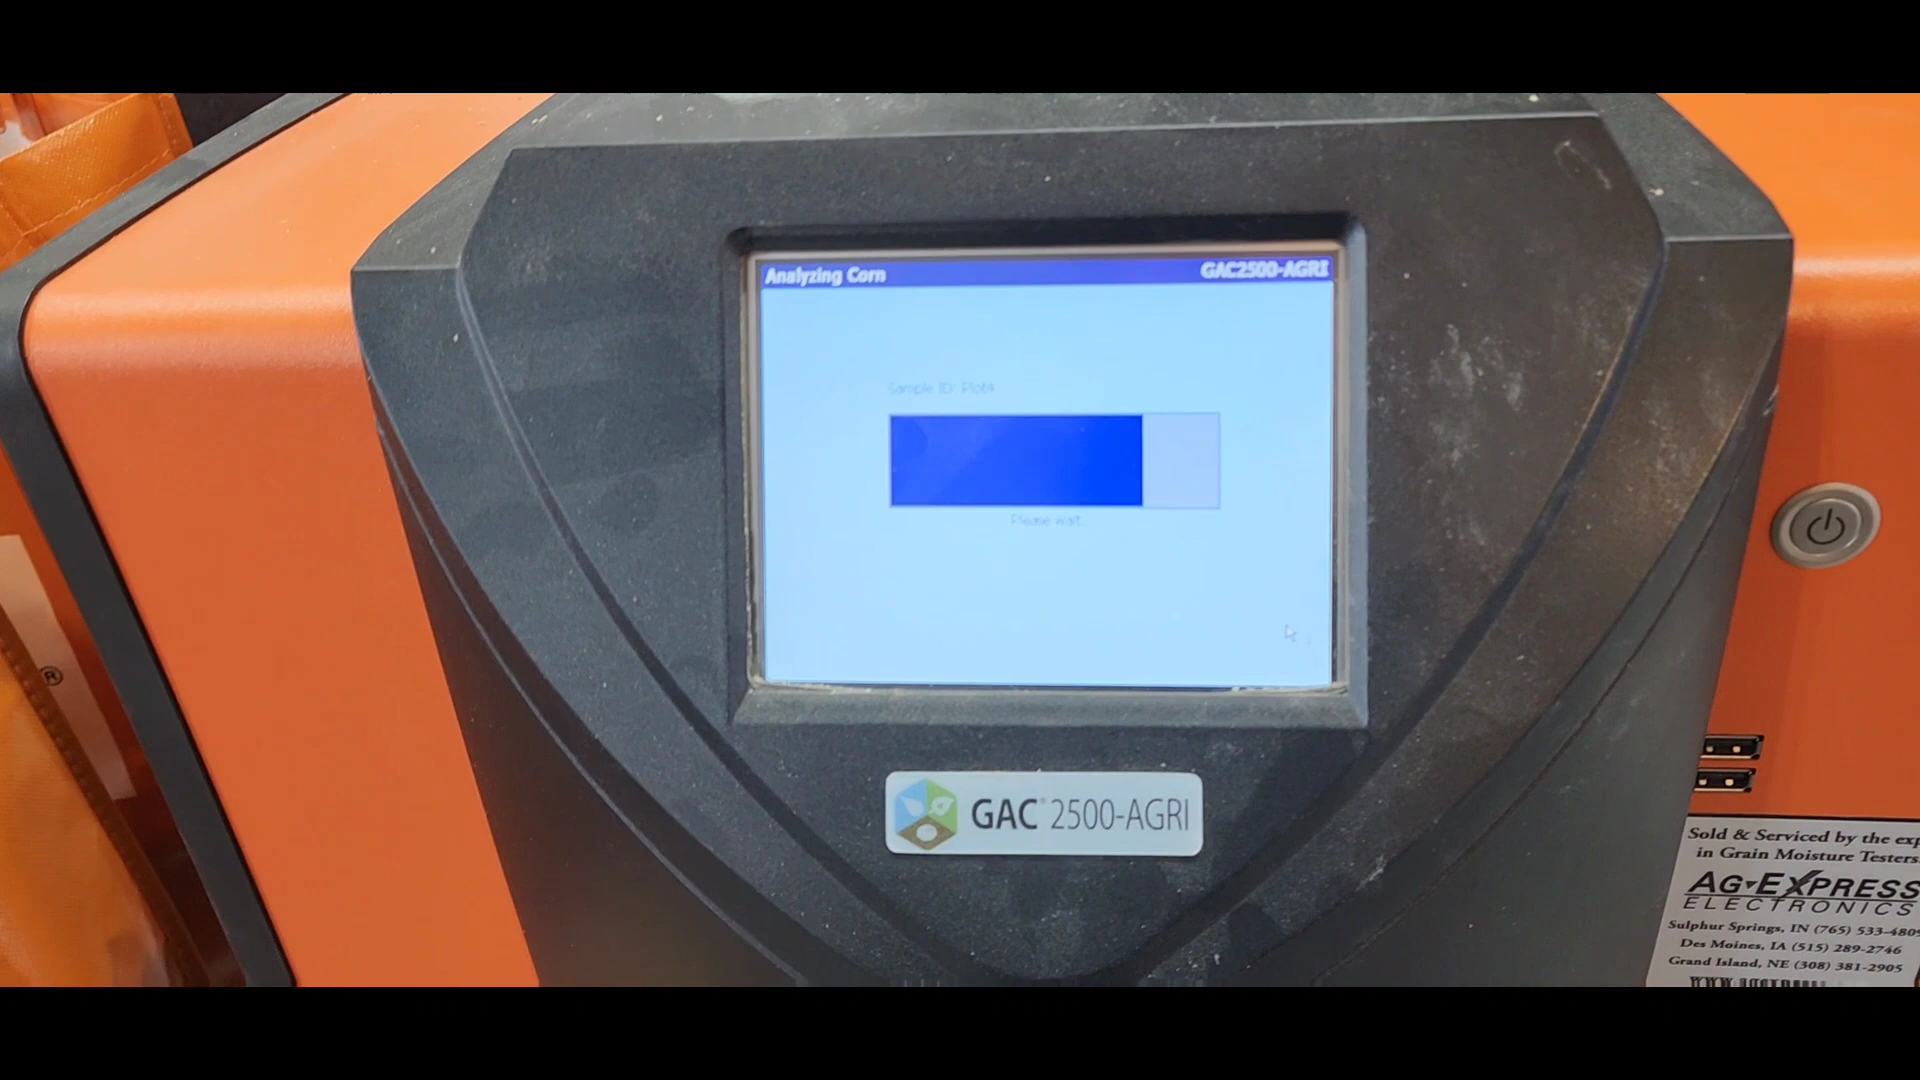 Analyzing Corn
GAC2500-AGRI
Sample ID: Plot4
Please wait..
GAC® 2500-AGRI
®
Sold & Serviced by the
in Grain Moisture Testers
AG EXPRESS
ELECTRONICS
Sulphur Springs, IN (765) 533-4809
Des Moines, IA (515) 289-2746
Grand Island, NE (308) 381-2905